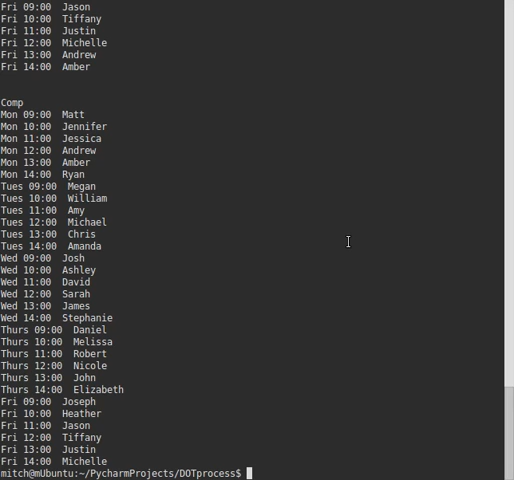 Fri 09:00  Jason
Fri 10:00  Tiffany
Fri 11:00  Justin
Fri 12:00  Michelle
Fri 13:00  Andrew
Fri 14:00  Amber
Comp
Mon 09:00  Matt
Mon 10:00  Jennifer
Mon 11:00  Jessica
Mon 12:00  Andrew
Mon 13:00  Amber
Mon 14:00  Ryan
Tues 09:00  Megan
Tues 10:00  William
Tues 11:00  Amy
Tues 12:00  Michael
Tues 13:00  Chris
Tues 14:00  Amanda
Wed 09:00  Josh
Wed 10:00  Ashley
Wed 11:00  David
Wed 12:00  Sarah
Wed 13:00  James
Wed 14:00  Stephanie
Thurs 09:00  Daniel
Thurs 10:00  Melissa
Thurs 11:00  Robert
Thurs 12:00  Nicole
Thurs 13:00  John
Thurs 14:00  Elizabeth
Fri 09:00  Joseph
Fri 10:00  Heather
Fri 11:00  Jason
Fri 12:00  Tiffany
Fri 13:00  Justin
Fri 14:00  Michelle
mitch@mUbuntu:~/PycharmProjects/DOTprocess$